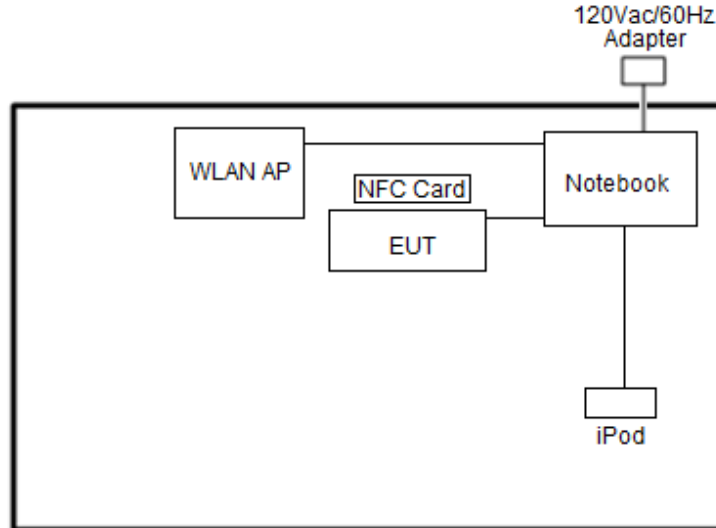 120Vac/60Hz
Adapter
WLAN AP
NFC Card
Notebook
EUT
iPod